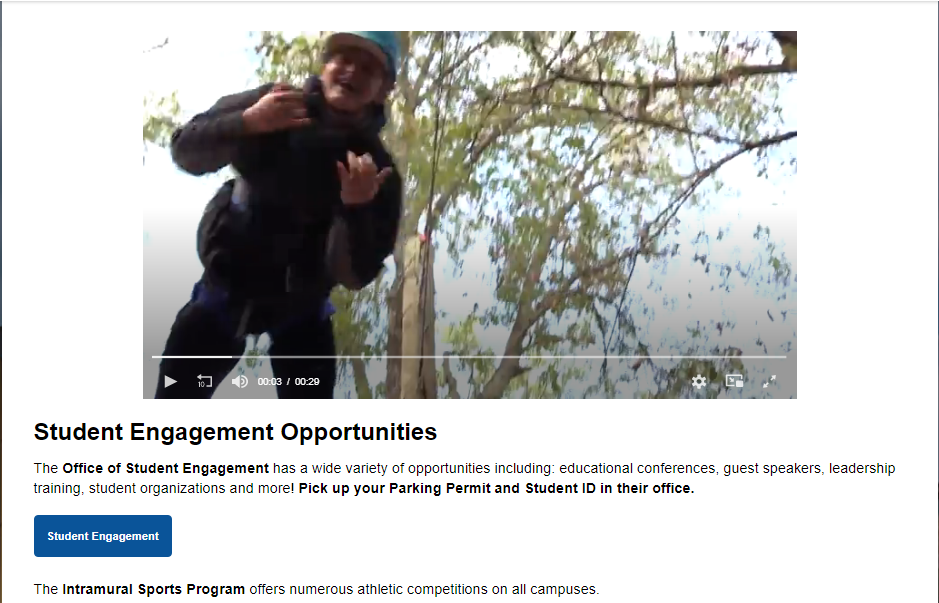 10
00:03 / 00:29
Student Engagement Opportunities
The Office of Student Engagement has a wide variety of opportunities including: educational conferences, guest speakers, leadership
training, student organizations and more! Pick up your Parking Permit and Student ID in their office.
Student Engagement
The Intramural Sports Program offers numerous athletic competitions on all campuses.